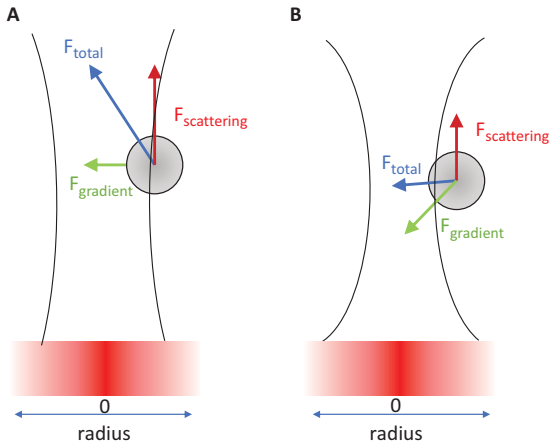 A
F_total
F_scattering
F_gradient
0
radius
B
F_scattering
F_total
F_gradient
0
radius